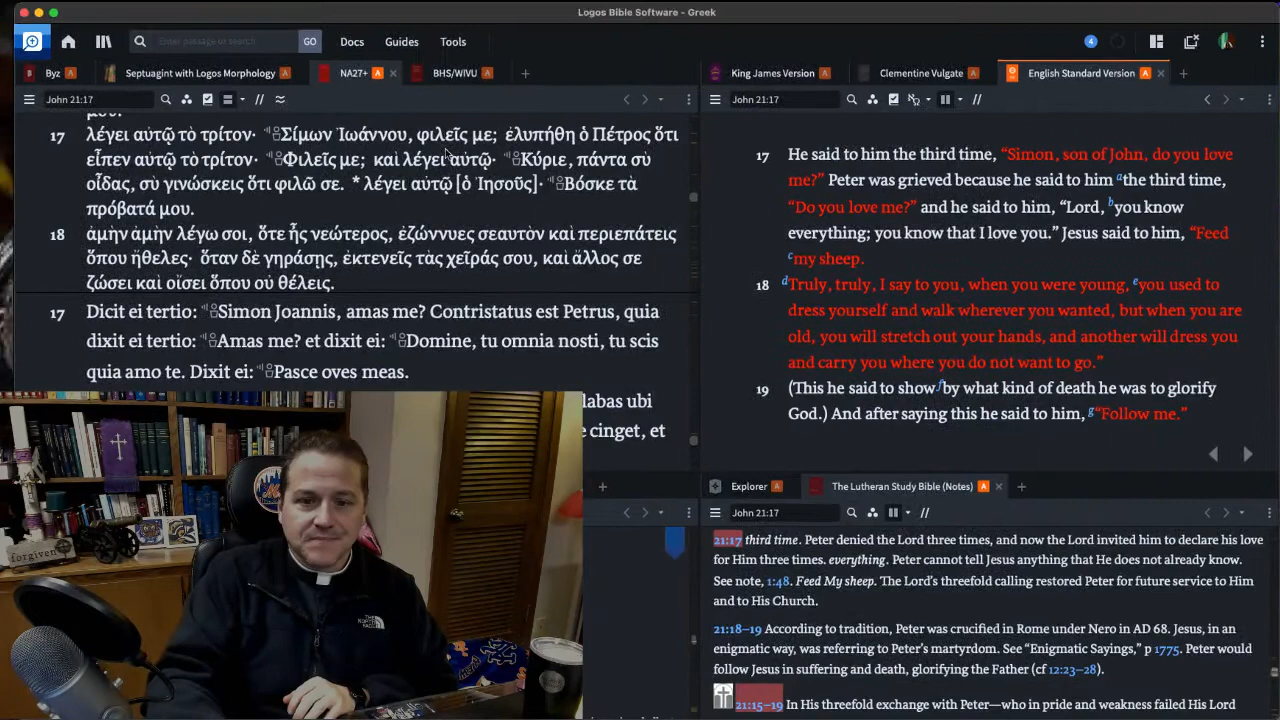 Logos Bible Software - Greek
Enter passage or search GO Docs Guides Tools 4
Byz A Septuagint with Logos Morphology A NA27+ A BHS/WIVU A
John 21:17
μου.
17 λέγει αὐτῷ τὸ τρίτον· Σίμων Ἰωάννου, φιλεῖς με; ἐλυπήθη ὁ Πέτρος ὅτι
εἶπεν αὐτῷ τὸ τρίτον· Φιλεῖς με; καὶ λέγει αὐτῷ· Κύριε, πάντα σὺ
οἶδας, σὺ γινώσκεις ὅτι φιλῶ σε. * λέγει αὐτῷ [ὁ Ἰησοῦς]· Βόσκε τὰ
πρόβατά μου.
18 ἀμὴν ἀμὴν λέγω σοι, ὅτε ἦς νεώτερος, ἐζώννυες σεαυτὸν καὶ περιεπάτεις
ὅπου ἤθελες· ὅταν δὲ γηράσῃς, ἐκτενεῖς τὰς χεῖράς σου, καὶ ἄλλος σε
ζώσει καὶ οἴσει ὅπου οὐ θέλεις.
17 Dicit ei tertio: Simon Joannis, amas me? Contristatus est Petrus, quia
dixit ei tertio: Amas me? et dixit ei: Domine, tu omnia nosti, tu scis
quia amo te. Dixit ei: Pasce oves meas.
labas ubi
e cinget, et
King James Version A Clementine Vulgate A English Standard Version A
John 21:17
17 He said to him the third time, “Simon, son of John, do you love
me?” Peter was grieved because he said to him athe third time,
“Do you love me?” and he said to him, “Lord, byou know
everything; you know that I love you.” Jesus said to him, “Feed
cmy sheep.
18 dTruly, truly, I say to you, when you were young, eyou used to
dress yourself and walk wherever you wanted, but when you are
old, you will stretch out your hands, and another will dress you
and carry you where you do not want to go.”
19 (This he said to show fby what kind of death he was to glorify
God.) And after saying this he said to him, g“Follow me.”
Explorer A The Lutheran Study Bible (Notes) A
John 21:17
21:17 third time. Peter denied the Lord three times, and now the Lord invited him to declare his love
for Him three times. everything. Peter cannot tell Jesus anything that He does not already know.
See note, 1:48. Feed My sheep. The Lord’s threefold calling restored Peter for future service to Him
and to His Church.
21:18–19 According to tradition, Peter was crucified in Rome under Nero in AD 68. Jesus, in an
enigmatic way, was referring to Peter’s martyrdom. See “Enigmatic Sayings,” p 1775. Peter would
follow Jesus in suffering and death, glorifying the Father (cf 12:23–28).
21:15–19 In His threefold exchange with Peter—who in pride and weakness failed His Lord
forgiven
THE NORTH FACE